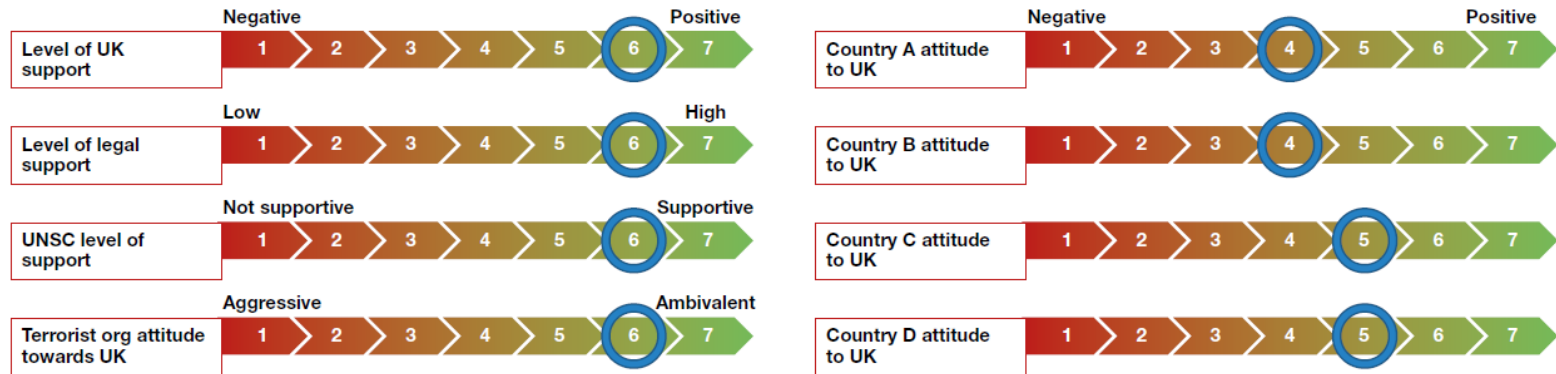 Negative Positive
Level of UK
support
1 2 3 4 5 6 7
Low High
Level of legal
support
1 2 3 4 5 6 7
Not supportive Supportive
UNSC level of
support
1 2 3 4 5 6 7
Aggressive Ambivalent
Terrorist org attitude
towards UK
1 2 3 4 5 6 7
Negative Positive
Country A attitude
to UK
1 2 3 4 5 6 7
Country B attitude
to UK
1 2 3 4 5 6 7
Country C attitude
to UK
1 2 3 4 5 6 7
Country D attitude
to UK
1 2 3 4 5 6 7